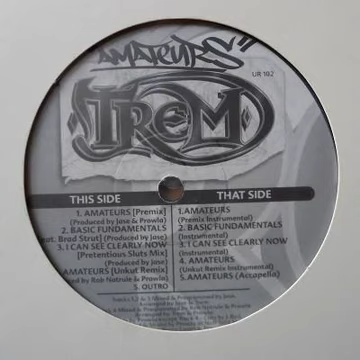 AMATEURS
UR 102
TREM
THIS SIDE
1. AMATEURS [Premix]
(Produced by Jase & Prowla)
2. BASIC FUNDAMENTALS
feat. Brad Strut] (Produced by Jase)
3. I CAN SEE CLEARLY NOW
[Pretentious Sluts Mix]
(Produced by Jase)
AMATEURS [Unkut Remix]
by Rob Natrule & Prowla)
5. OUTRO
THAT SIDE
1. AMATEURS
(Premix Instrumental)
2. BASIC FUNDAMENTALS
(Instrumental)
3. I CAN SEE CLEARLY NOW
(Instrumental)
4. AMATEURS
(Unkut Remix Instrumental)
5. AMATEURS (Accapella)